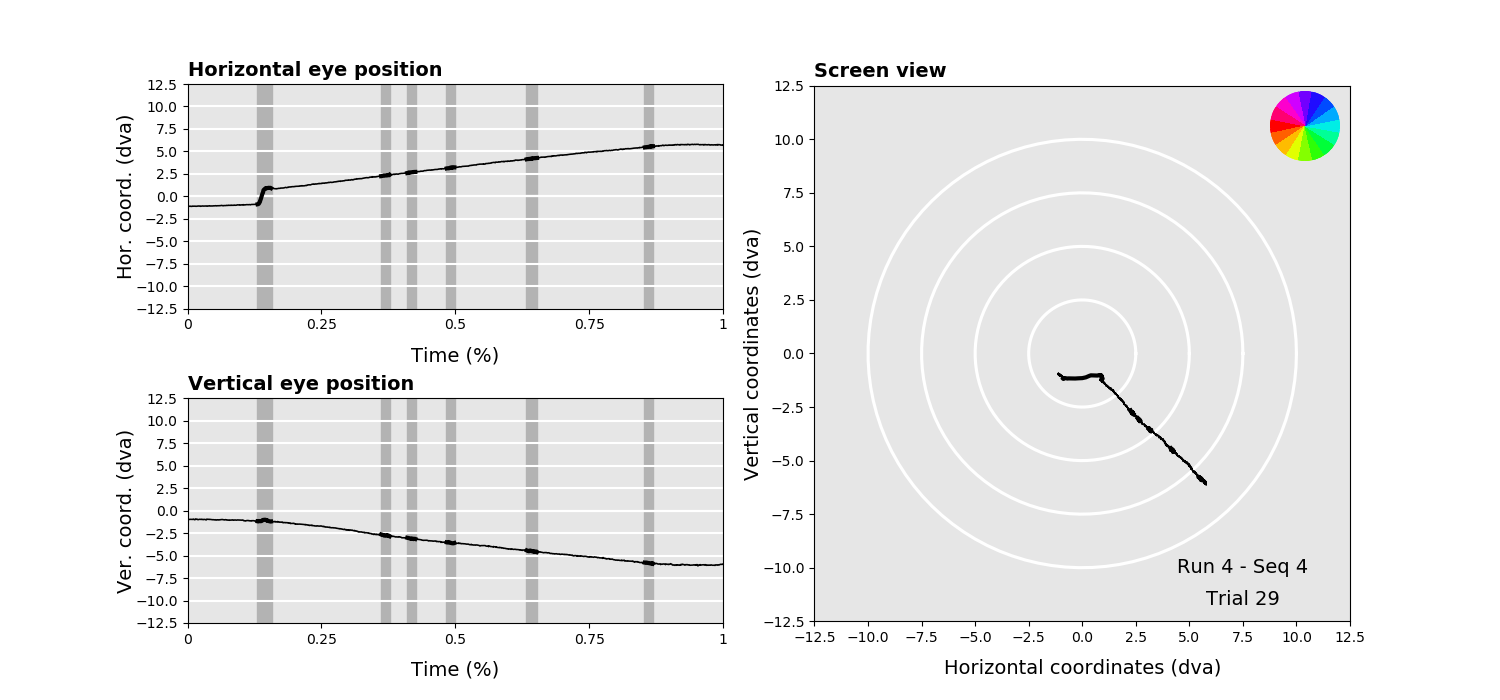 Horizontal eye position
Hor. coord. (dva)
12.5
10.0
7.5
5.0
2.5
0.0
−2.5
−5.0
−7.5
−10.0
−12.5
0 0.25 0.5 0.75 1
Time (%)
Vertical eye position
Ver. coord. (dva)
12.5
10.0
7.5
5.0
2.5
0.0
−2.5
−5.0
−7.5
−10.0
−12.5
0 0.25 0.5 0.75 1
Time (%)
Screen view
Vertical coordinates (dva)
12.5
10.0
7.5
5.0
2.5
0.0
−2.5
−5.0
−7.5
−10.0
−12.5
Run 4 - Seq 4
Trial 29
−12.5 −10.0 −7.5 −5.0 −2.5 0.0 2.5 5.0 7.5 10.0 12.5
Horizontal coordinates (dva)